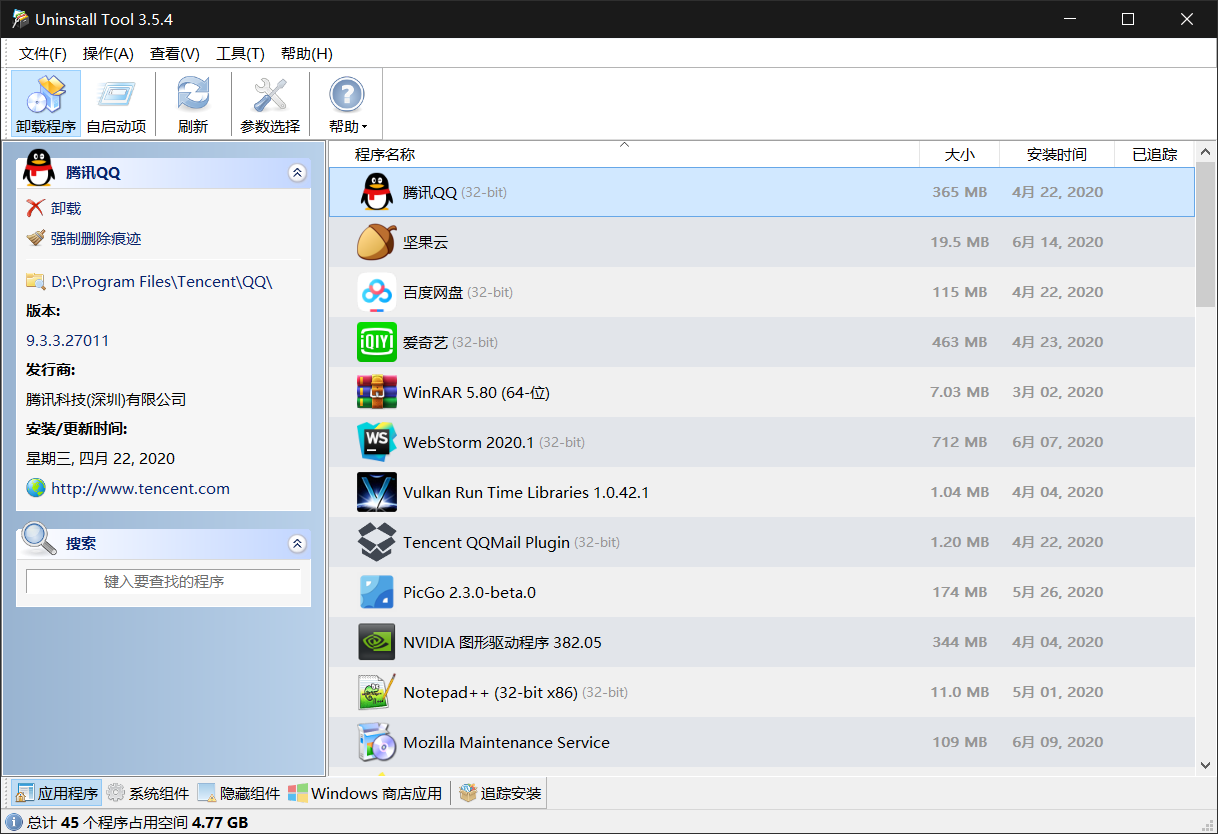 Uninstall Tool 3.5.4
文件(F) 操作(A) 查看(V) 工具(T) 帮助(H)
卸载程序 自启动项 刷新 参数选择 帮助
腾讯QQ
卸载
强制删除痕迹
D:\Program Files\Tencent\QQ\
版本:
9.3.3.27011
发行商:
腾讯科技(深圳)有限公司
安装/更新时间:
星期三, 四月 22, 2020
http://www.tencent.com
搜索
键入要查找的程序
程序名称 大小 安装时间 已追踪
腾讯QQ (32-bit) 365 MB 4月 22, 2020
坚果云 19.5 MB 6月 14, 2020
百度网盘 (32-bit) 115 MB 4月 22, 2020
iQIYI 爱奇艺 (32-bit) 463 MB 4月 23, 2020
WinRAR 5.80 (64-位) 7.03 MB 3月 02, 2020
WS WebStorm 2020.1 (32-bit) 712 MB 6月 07, 2020
Vulkan Run Time Libraries 1.0.42.1 1.04 MB 4月 04, 2020
Tencent QQMail Plugin (32-bit) 1.20 MB 4月 22, 2020
PicGo 2.3.0-beta.0 174 MB 5月 26, 2020
NVIDIA 图形驱动程序 382.05 344 MB 4月 04, 2020
Notepad++ (32-bit x86) (32-bit) 11.0 MB 5月 01, 2020
Mozilla Maintenance Service 109 MB 6月 09, 2020
应用程序 系统组件 隐藏组件 Windows 商店应用 追踪安装
总计 45 个程序占用空间 4.77 GB